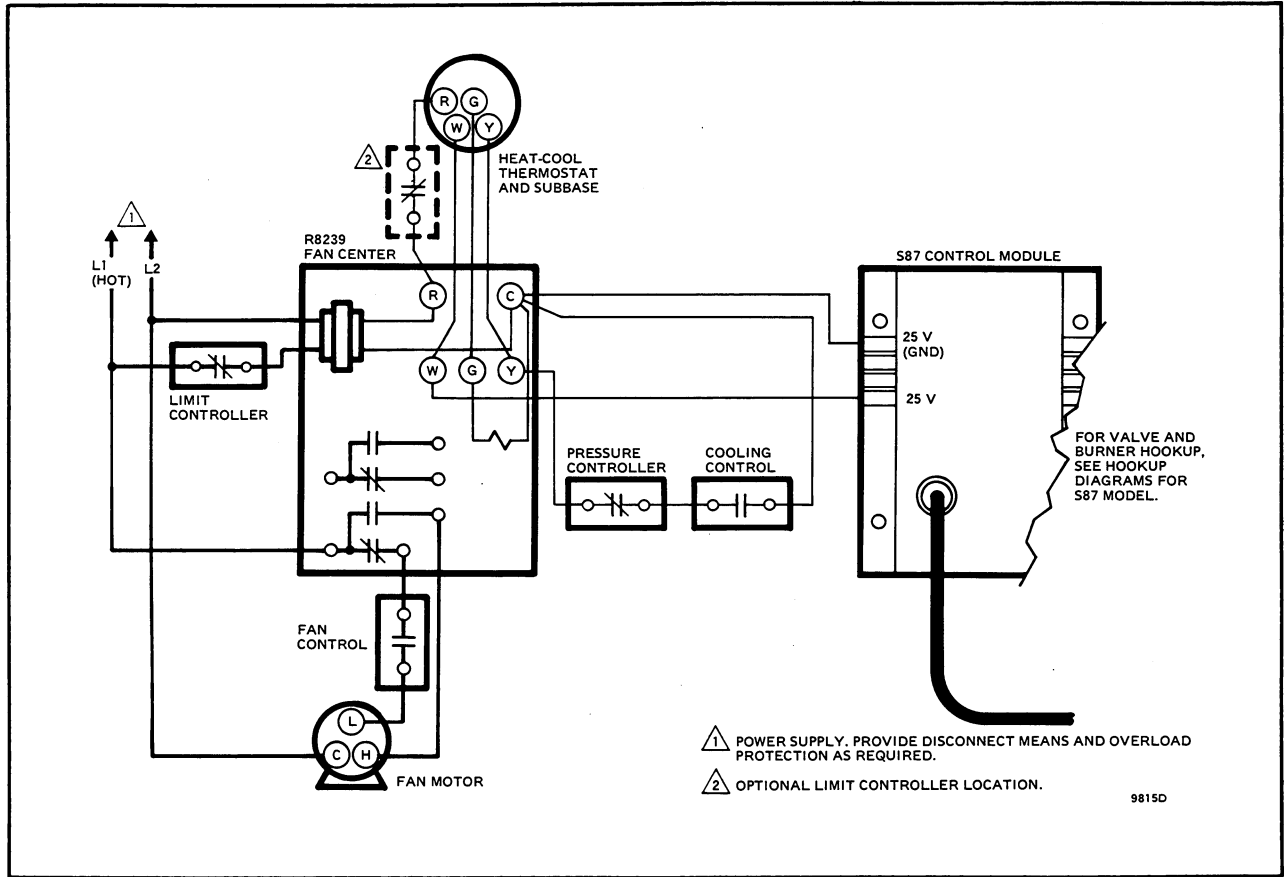 R G
W Y
HEAT-COOL
THERMOSTAT
AND SUBBASE
2
1
L1
(HOT)
L2
R8239
FAN CENTER
R
C
W
G
Y
LIMIT
CONTROLLER
S87 CONTROL MODULE
25 V
(GND)
25 V
FOR VALVE AND
BURNER HOOKUP,
SEE HOOKUP
DIAGRAMS FOR
S87 MODEL.
PRESSURE
CONTROLLER
COOLING
CONTROL
FAN
CONTROL
L
C H
FAN MOTOR
1 POWER SUPPLY. PROVIDE DISCONNECT MEANS AND OVERLOAD
PROTECTION AS REQUIRED.
2 OPTIONAL LIMIT CONTROLLER LOCATION.
9815D